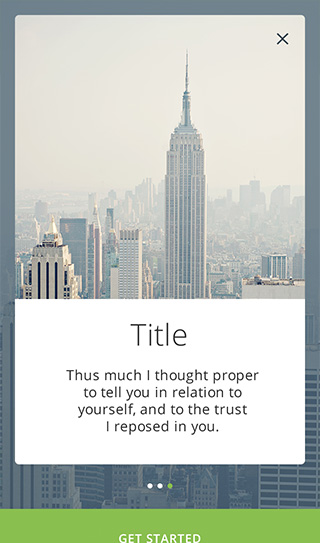 Title
Thus much I thought proper
to tell you in relation to
yourself, and to the trust
I reposed in you.
GET STARTED